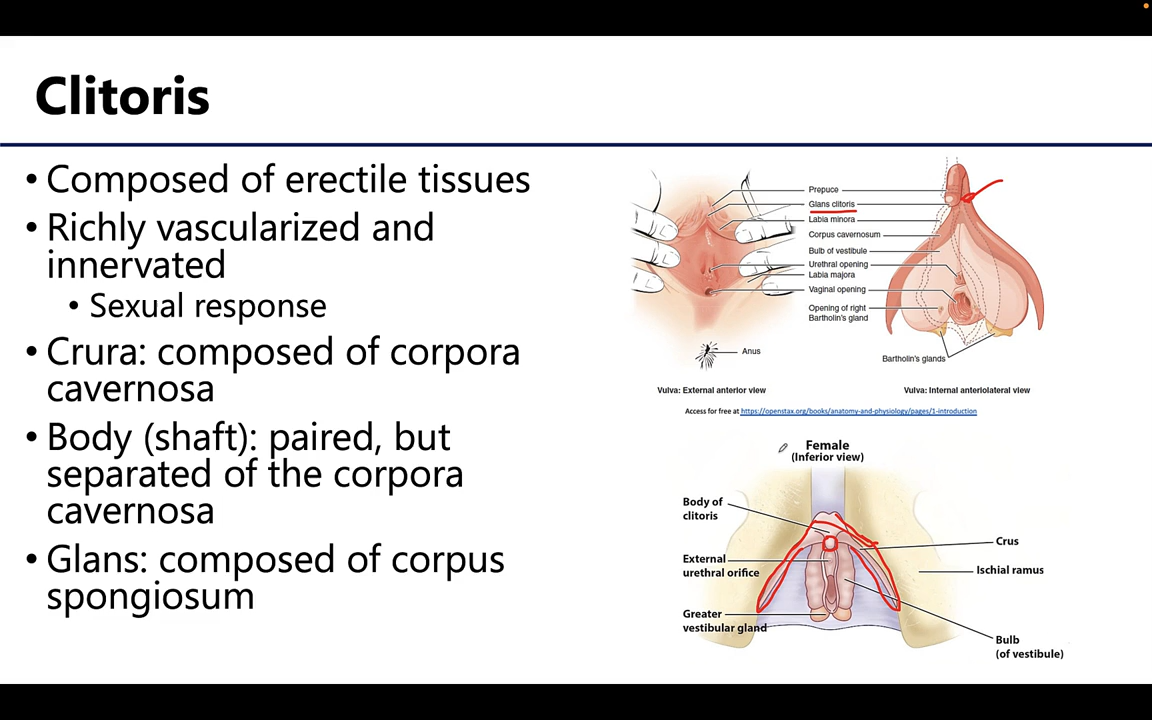 Clitoris
• Composed of erectile tissues
• Richly vascularized and
innervated
• Sexual response
• Crura: composed of corpora
cavernosa
• Body (shaft): paired, but
separated of the corpora
cavernosa
• Glans: composed of corpus
spongiosum
Prepuce
Glans clitoris
Labia minora
Corpus cavernosum
Bulb of vestibule
Urethral opening
Labia majora
Vaginal opening
Opening of right
Bartholin's gland
Anus
Bartholin's glands
Vulva: External anterior view
Vulva: Internal anteriolateral view
Access for free at https://openstax.org/books/anatomy-and-physiology/pages/1-introduction
Female
(Inferior view)
Body of
clitoris
External
urethral orifice
Greater
vestibular gland
Crus
Ischial ramus
Bulb
(of vestibule)